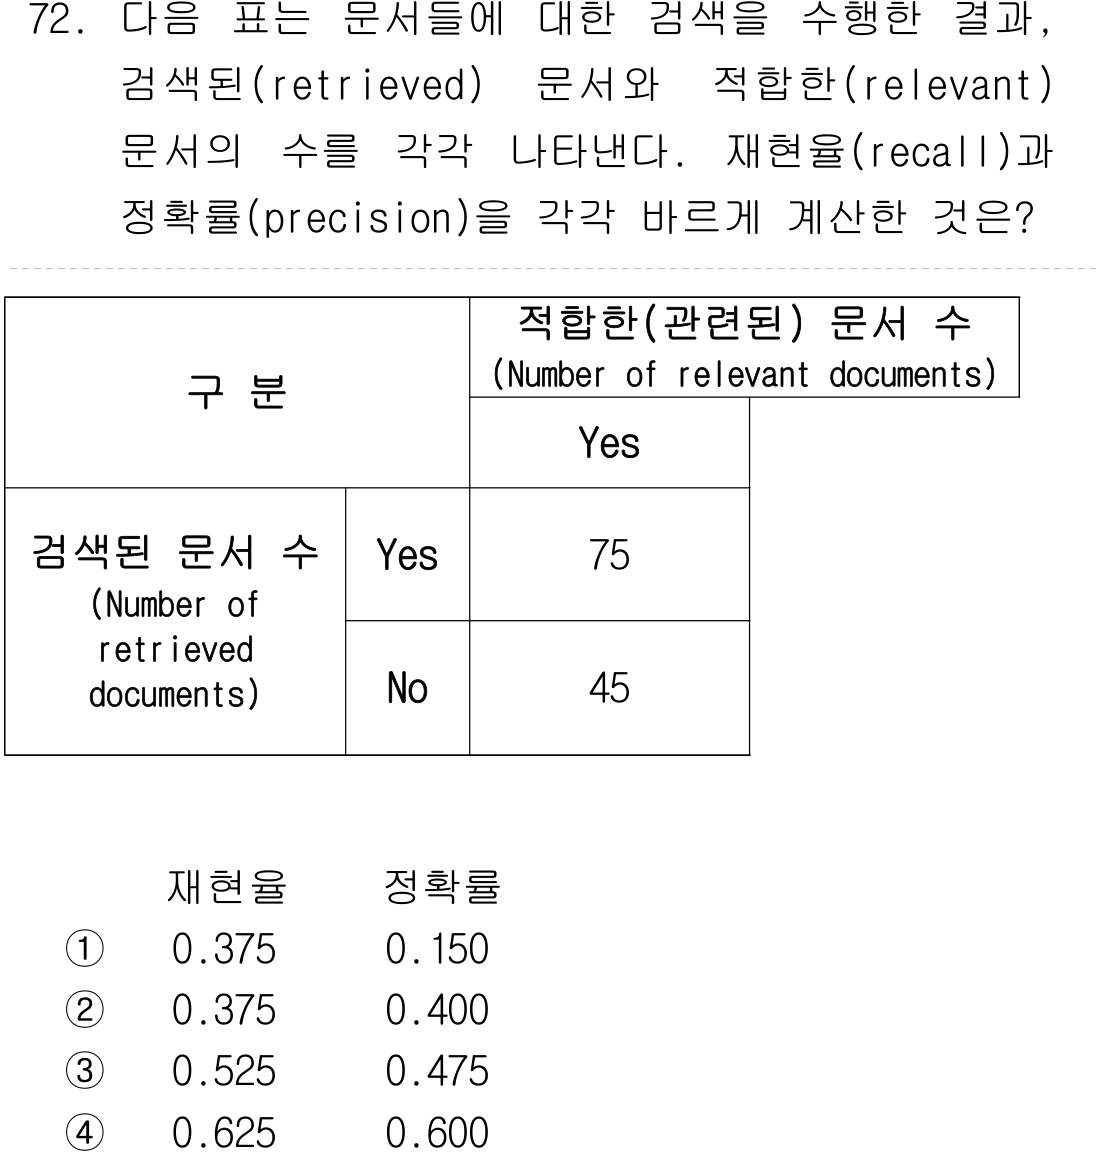 72. 다음 표는 문서들에 대한 검색을 수행한 결과,
검색된(retrieved) 문서와 적합한(relevant)
문서의 수를 각각 나타낸다. 재현율(recall)과
정확률(precision)을 각각 바르게 계산한 것은?
구 분
적합한(관련된) 문서 수
(Number of relevant documents)
Yes
검색된 문서 수
(Number of
retrieved
documents)
Yes
75
No
45
재현율 정확률
① 0.375 0.150
② 0.375 0.400
③ 0.525 0.475
④ 0.625 0.600